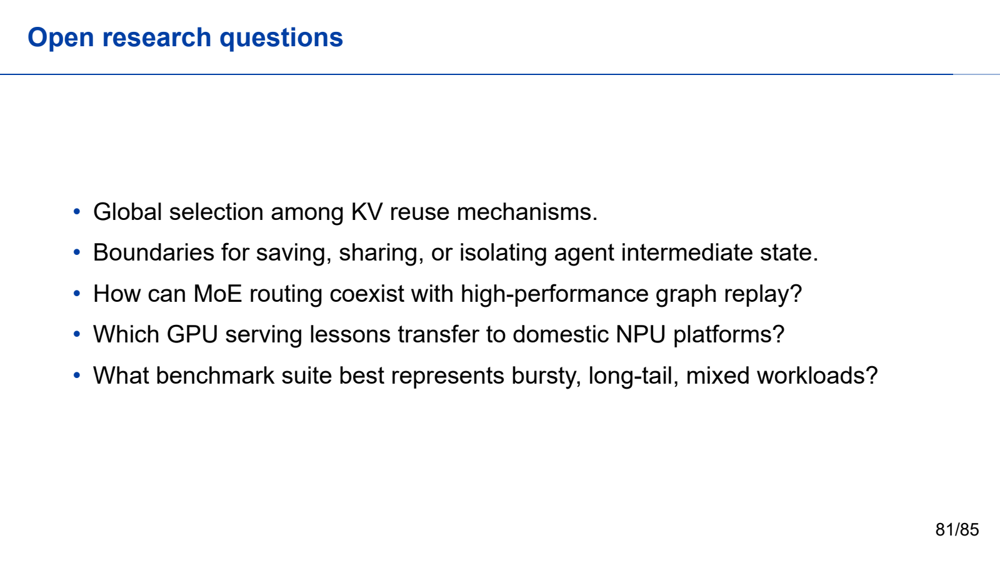 Open research questions
• Global selection among KV reuse mechanisms.
• Boundaries for saving, sharing, or isolating agent intermediate state.
• How can MoE routing coexist with high-performance graph replay?
• Which GPU serving lessons transfer to domestic NPU platforms?
• What benchmark suite best represents bursty, long-tail, mixed workloads?
81/85